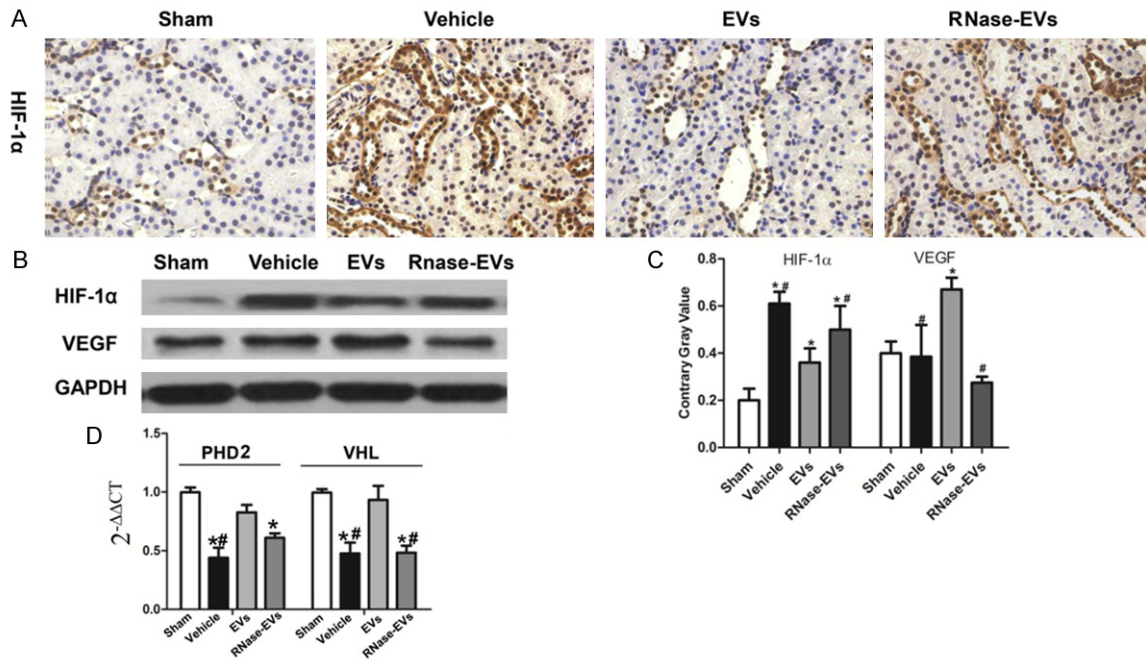 A
Sham Vehicle EVs RNase-EVs
HIF-1α
B
Sham Vehicle EVs Rnase-EVs
HIF-1α
VEGF
GAPDH
C
HIF-1α VEGF
Contrary Gray Value
0.8
0.6
0.4
0.2
0.0
*# * *# # * #
Sham Vehicle EVs RNase-EVs Sham Vehicle EVs RNase-EVs
D
PHD2 VHL
2-ΔΔCT
1.5
1.0
0.5
0.0
*# * *# *#
Sham Vehicle EVs RNase-EVs Sham Vehicle EVs RNase-EVs